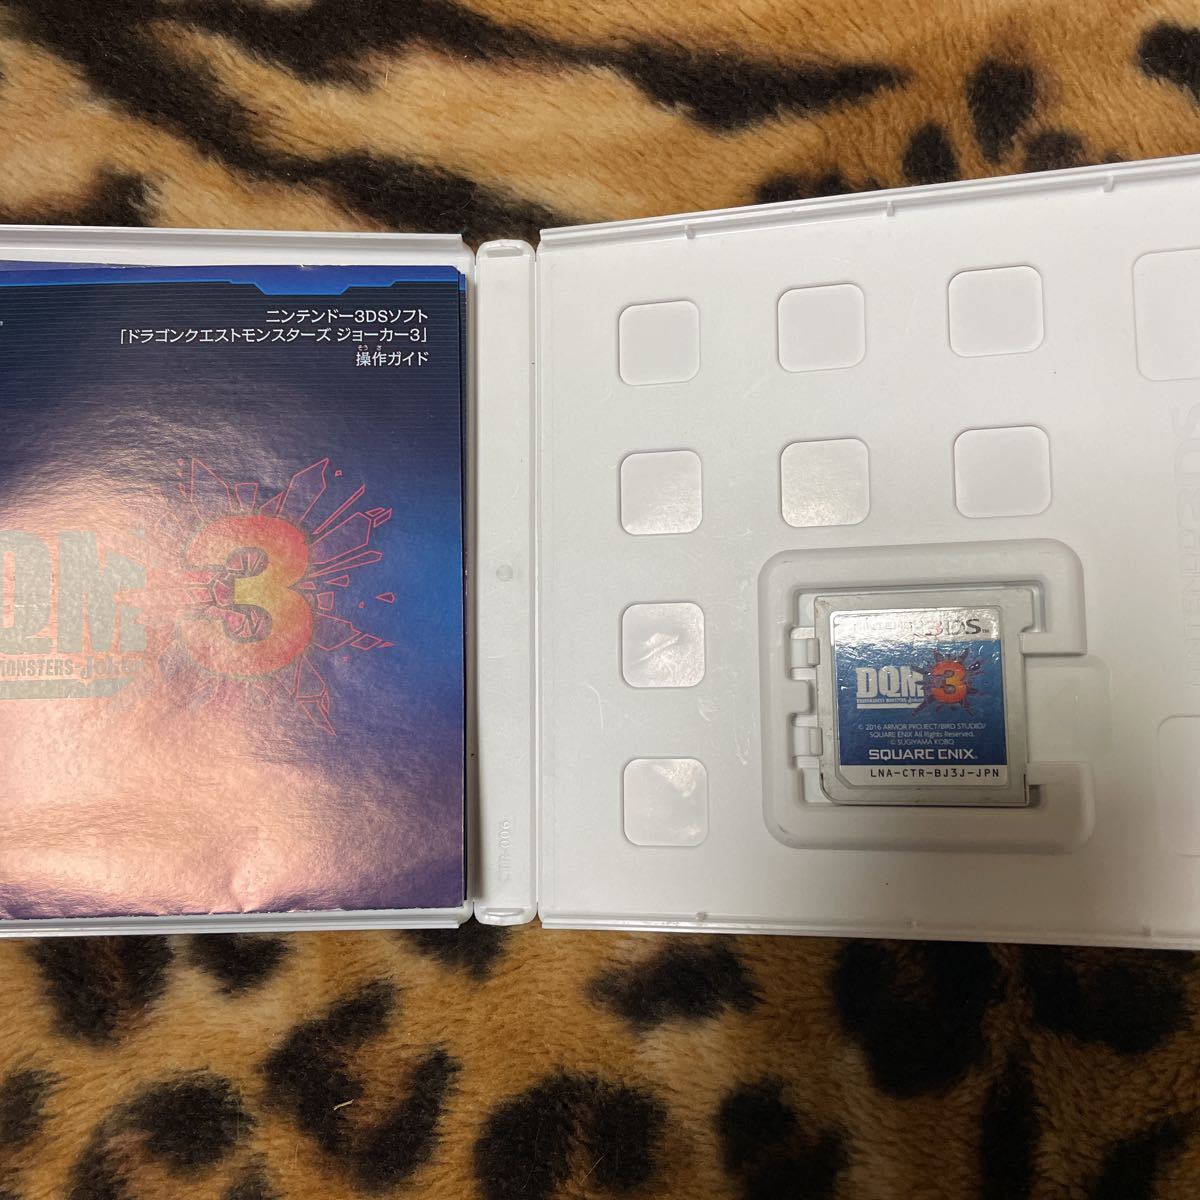 ニンテンドー3DSソフト
「ドラゴンクエストモンスターズ ジョーカー3」
操作ガイド
DQM 3
MONSTERS-Joker
CTR-006
NINTENDO 3DS
DQM 3
© 2016 ARMOR PROJECT/BIRD STUDIO/
SQUARE ENIX All Rights Reserved.
© SUGIYAMA KOBO
SQUARE ENIX
LNA-CTR-BJ3J-JPN